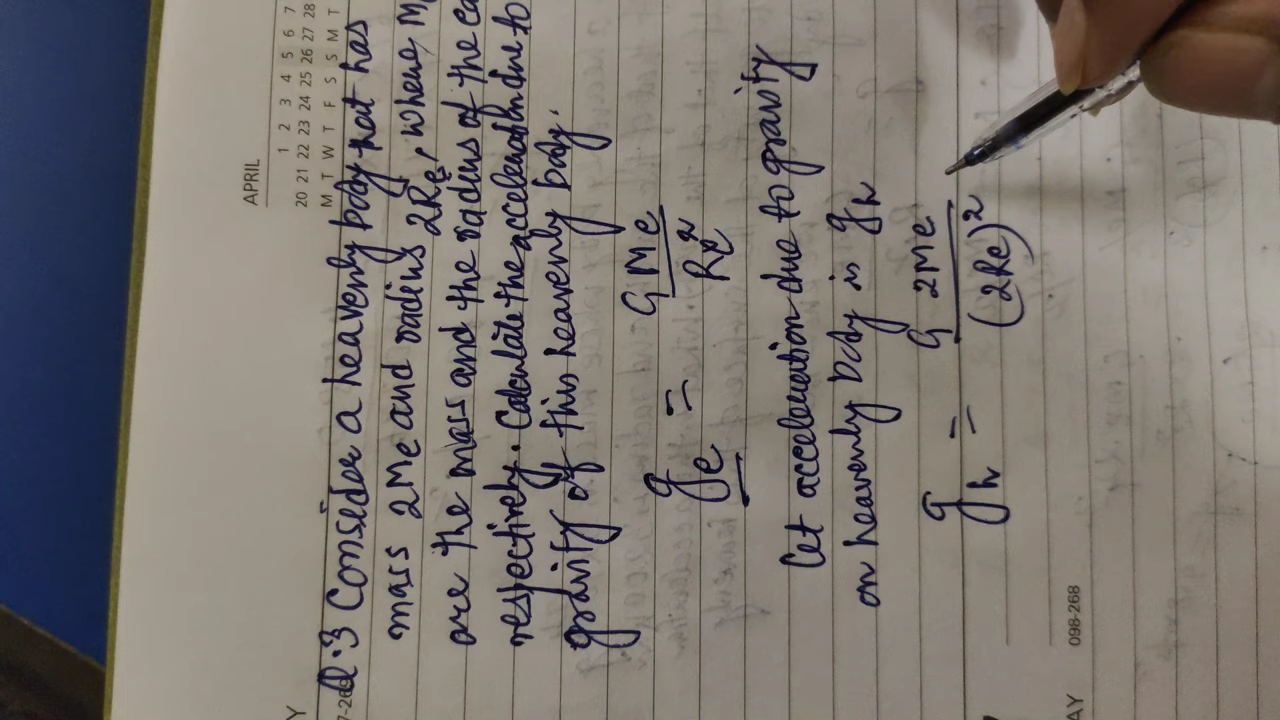 APRIL
1 2 3 4 5 6 7
20 21 22 23 24 25 26 27 28
M T W T F S S M T
Q.3 Consider a heavenly body that has
mass 2Me and radius 2Re, where M
are the mass and the radius of the ea
respectively. Calculate the acceleration due to
gravity of this heavenly body.
ge = GMe / Re²
Let acceleration due to gravity
on heavenly body is gh
gh = G 2Me / (2Re)²
098-268
AY
Y